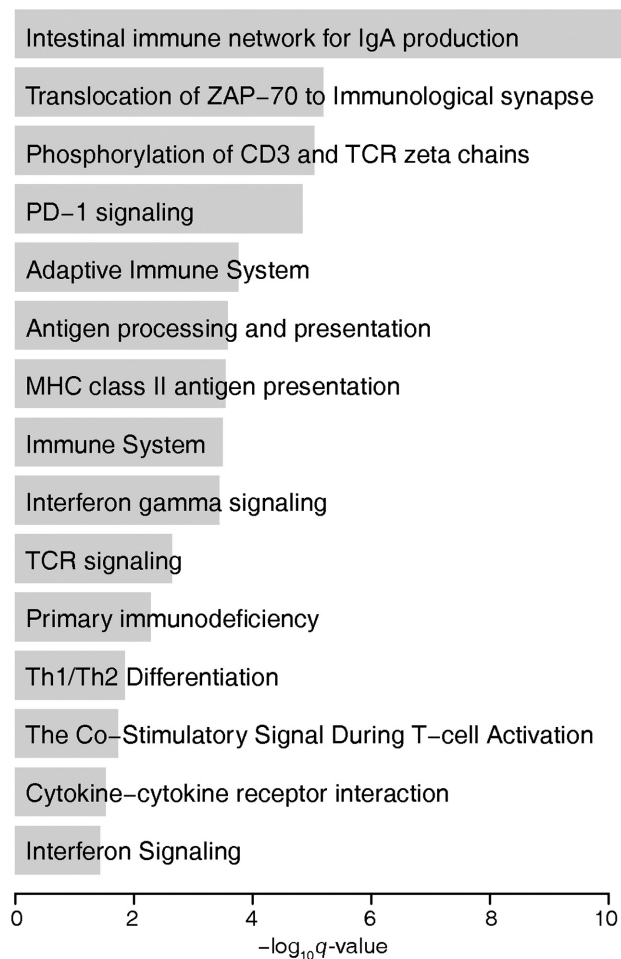 Intestinal immune network for IgA production
Translocation of ZAP−70 to Immunological synapse
Phosphorylation of CD3 and TCR zeta chains
PD−1 signaling
Adaptive Immune System
Antigen processing and presentation
MHC class II antigen presentation
Immune System
Interferon gamma signaling
TCR signaling
Primary immunodeficiency
Th1/Th2 Differentiation
The Co−Stimulatory Signal During T−cell Activation
Cytokine−cytokine receptor interaction
Interferon Signaling
0 2 4 6 8 10
−log₁₀q-value